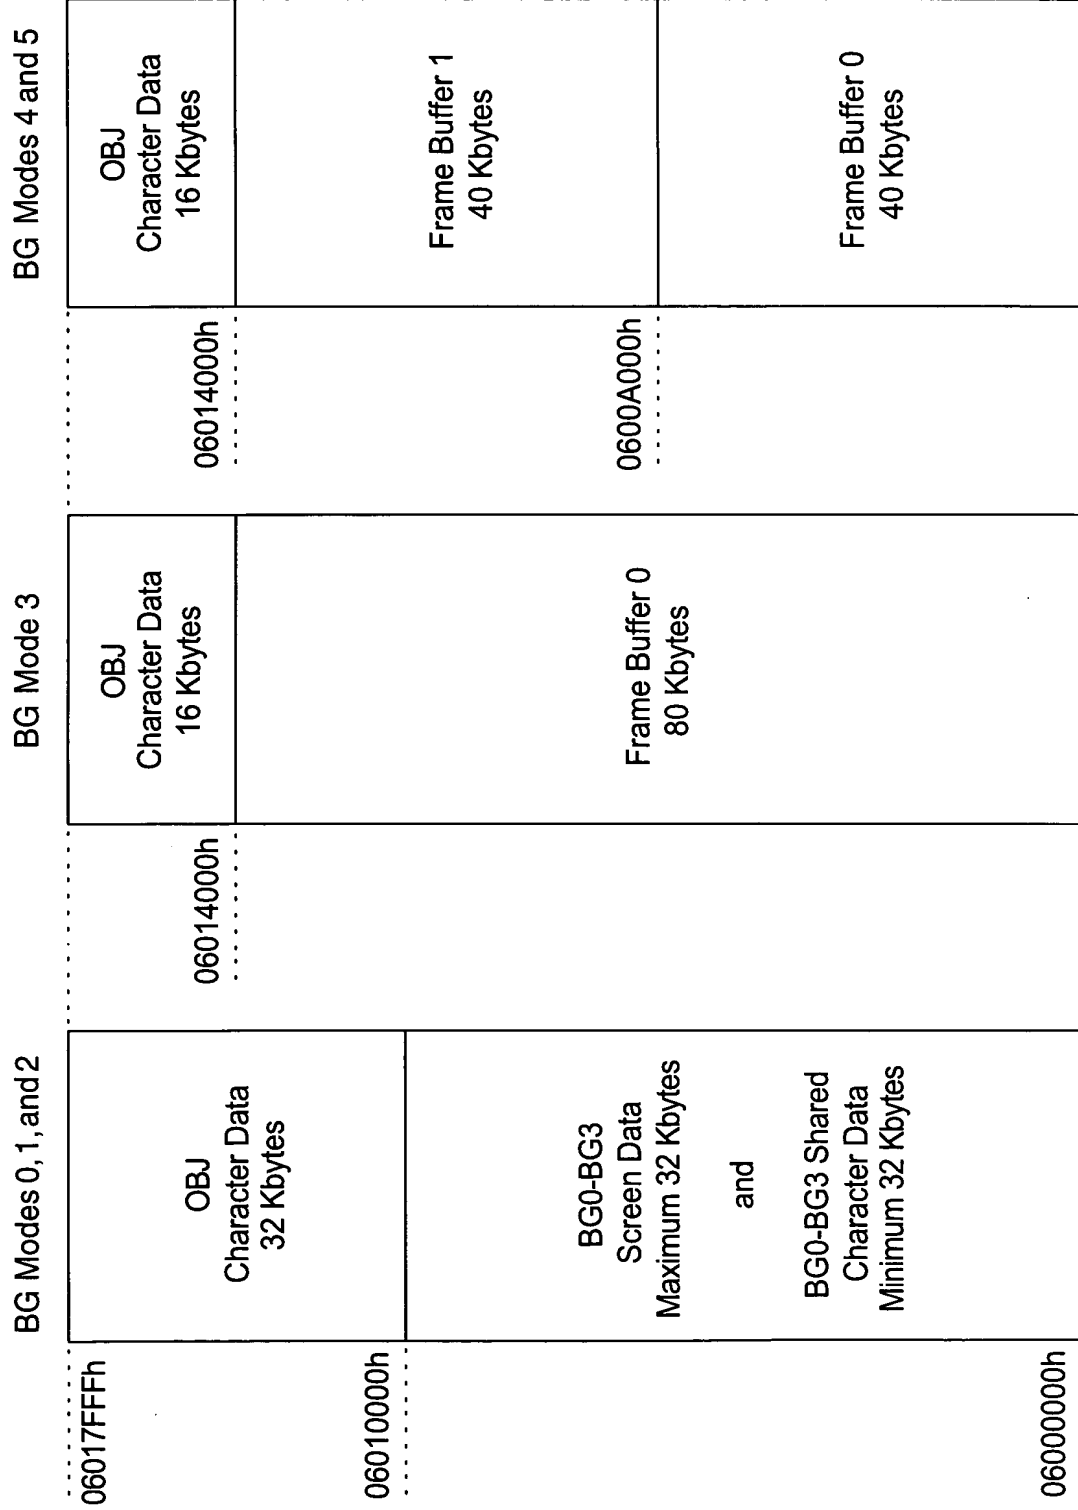 BG Modes 0, 1, and 2
06017FFFh
OBJ
Character Data
32 Kbytes
06010000h
BG0-BG3
Screen Data
Maximum 32 Kbytes
and
BG0-BG3 Shared
Character Data
Minimum 32 Kbytes
06000000h
BG Mode 3
OBJ
Character Data
16 Kbytes
06014000h
Frame Buffer 0
80 Kbytes
BG Modes 4 and 5
OBJ
Character Data
16 Kbytes
06014000h
Frame Buffer 1
40 Kbytes
0600A000h
Frame Buffer 0
40 Kbytes